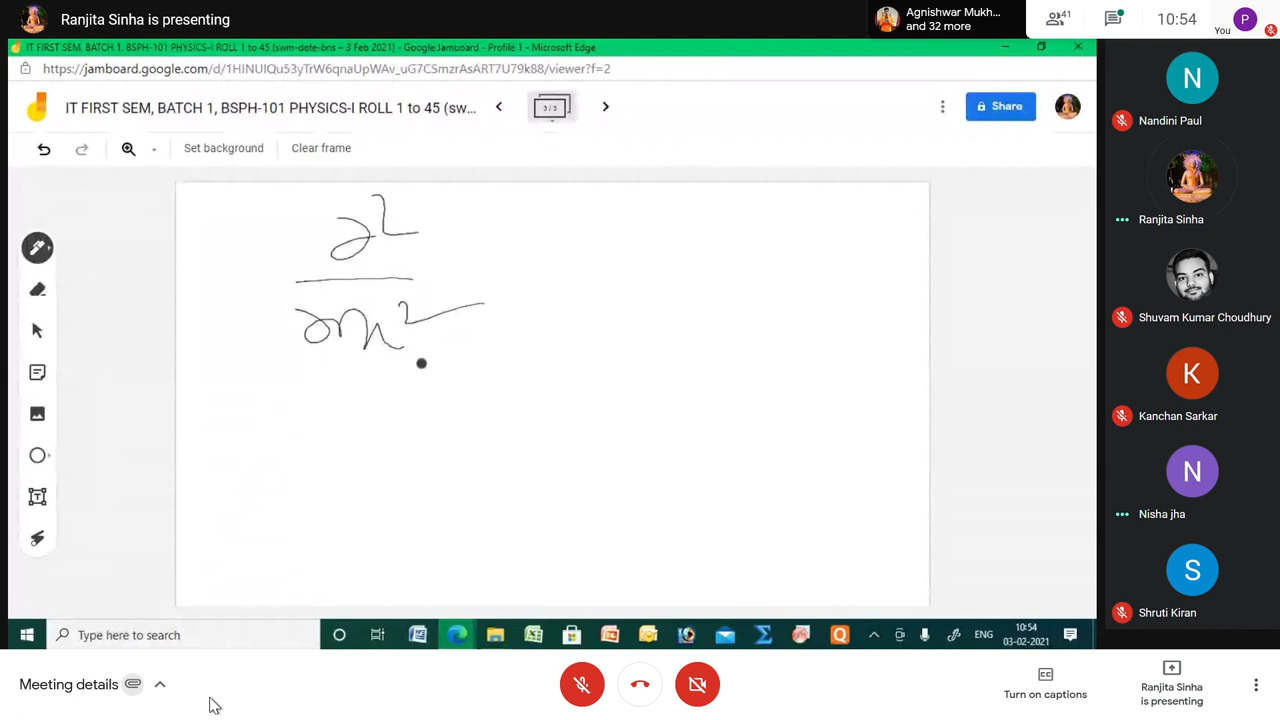 Ranjita Sinha is presenting
Agnishwar Mukh...
and 32 more
41
10:54
You
P
IT FIRST SEM, BATCH 1, BSPH-101 PHYSICS-I ROLL 1 to 45 (swm-defe-bns – 3 Feb 2021) - Google Jamboard - Profile 1 - Microsoft Edge
https://jamboard.google.com/d/1HINUIQu53yTrW6qnaUpWAv_uG7CSmzrAsART7U79k88/viewer?f=2
IT FIRST SEM, BATCH 1, BSPH-101 PHYSICS-I ROLL 1 to 45 (swm...
3 / 3
Share
Set background
Clear frame
∂²
∂x²
N
Nandini Paul
Ranjita Sinha
Shuvam Kumar Choudhury
K
Kanchan Sarkar
N
Nisha jha
S
Shruti Kiran
Type here to search
ENG
10:54
03-02-2021
Meeting details
Turn on captions
Ranjita Sinha
is presenting